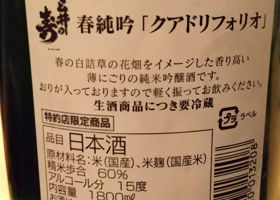 三井の
寿
春純吟「クアドリフォリオ」
春の白詰草の花畑をイメージした香り高い
薄にごりの純米吟醸酒です。
おりが入っておりますので軽く振ってお飲みください。
生酒商品につき要冷蔵
特約店限定商品
品目 日本酒
原材料名:米(国産)、米麹(国産米)
精米歩合 60%
アルコール分 15度
内容量 1800ml
ラベル